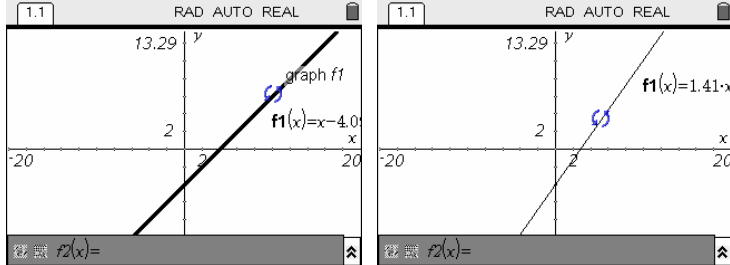 1.1 RAD AUTO REAL
13.29 y
graph f1
f1(x)=x−4.09
2
x
-20 2 20
f2(x)=
1.1 RAD AUTO REAL
13.29 y
f1(x)=1.41·x
2
x
-20 2 20
f2(x)=